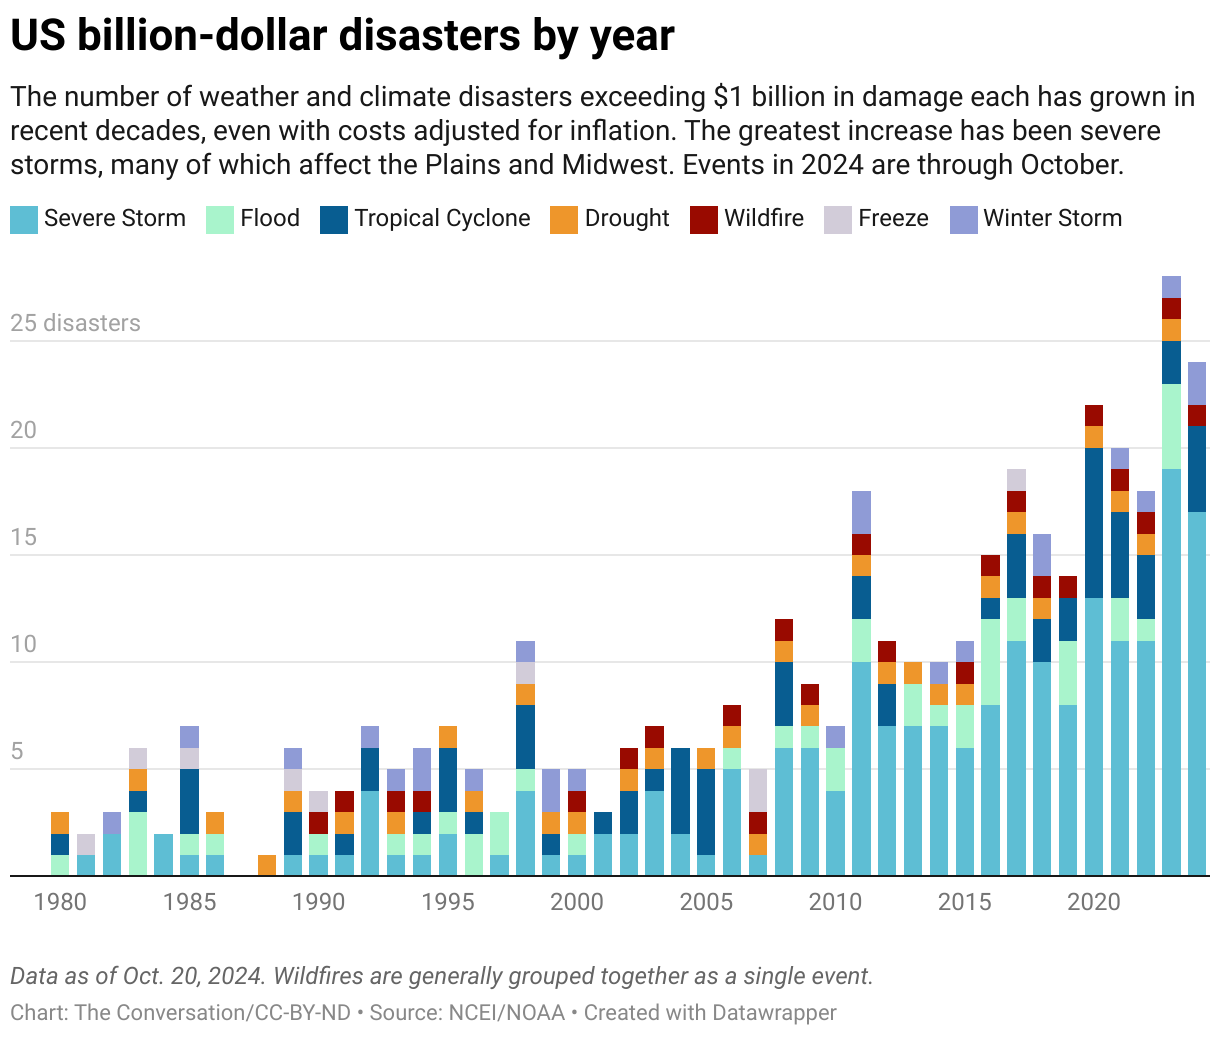 US billion-dollar disasters by year
The number of weather and climate disasters exceeding $1 billion in damage each has grown in
recent decades, even with costs adjusted for inflation. The greatest increase has been severe
storms, many of which affect the Plains and Midwest. Events in 2024 are through October.
Severe Storm Flood Tropical Cyclone Drought Wildfire Freeze Winter Storm
25 disasters
20
15
10
5
1980 1985 1990 1995 2000 2005 2010 2015 2020
Data as of Oct. 20, 2024. Wildfires are generally grouped together as a single event.
Chart: The Conversation/CC-BY-ND • Source: NCEI/NOAA • Created with Datawrapper